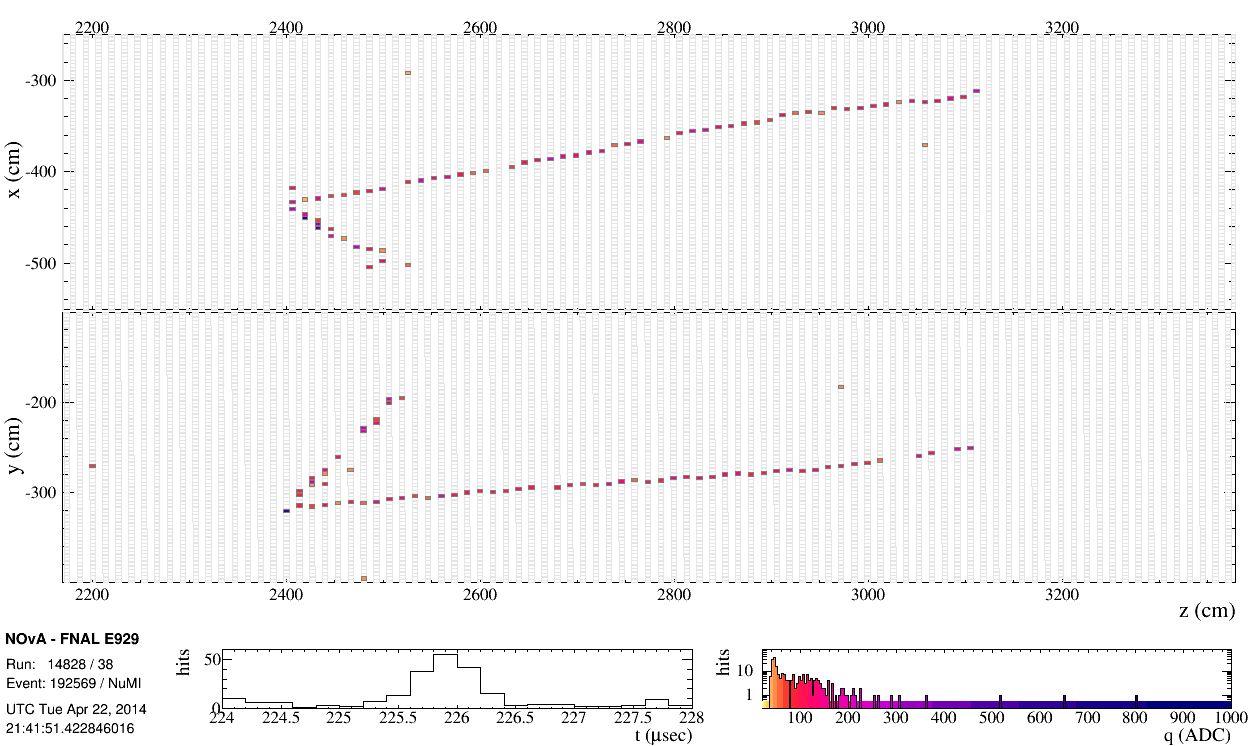 2200 2400 2600 2800 3000 3200
-300
-400
-500
x (cm)
-200
-300
y (cm)
2200 2400 2600 2800 3000 3200
z (cm)
NOvA - FNAL E929
Run: 14828 / 38
Event: 192569 / NuMI
UTC Tue Apr 22, 2014
21:41:51.422846016
hits
50
0
224 224.5 225 225.5 226 226.5 227 227.5 228
t (μsec)
hits
10
1
100 200 300 400 500 600 700 800 900 1000
q (ADC)